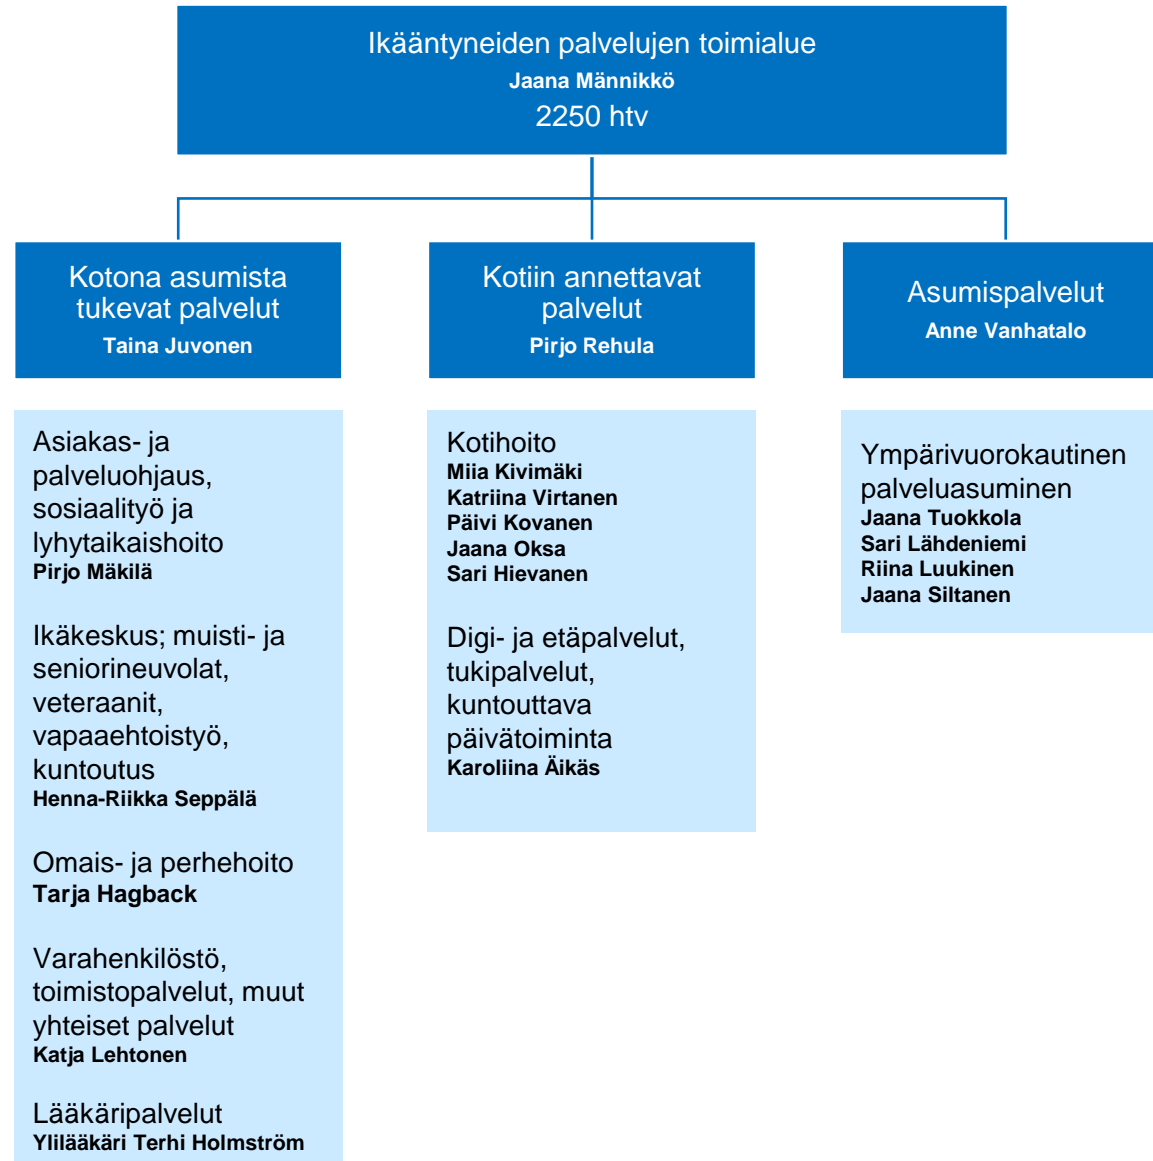 Ikääntyneiden palvelujen toimialue
Jaana Männikkö
2250 htv
Kotona asumista
tukevat palvelut
Taina Juvonen
Kotiin annettavat
palvelut
Pirjo Rehula
Asumispalvelut
Anne Vanhatalo
Asiakas- ja
palveluohjaus,
sosiaalityö ja
lyhytaikaishoito
Pirjo Mäkilä
Ikäkeskus; muisti- ja
seniorineuvolat,
veteraanit,
vapaaehtoistyö,
kuntoutus
Henna-Riikka Seppälä
Omais- ja perhehoito
Tarja Hagback
Varahenkilöstö,
toimistopalvelut, muut
yhteiset palvelut
Katja Lehtonen
Lääkäripalvelut
Ylilääkäri Terhi Holmström
Kotihoito
Miia Kivimäki
Katriina Virtanen
Päivi Kovanen
Jaana Oksa
Sari Hievanen
Digi- ja etäpalvelut,
tukipalvelut,
kuntouttava
päivätoiminta
Karoliina Äikäs
Ympärivuorokautinen
palveluasuminen
Jaana Tuokkola
Sari Lähdeniemi
Riina Luukinen
Jaana Siltanen